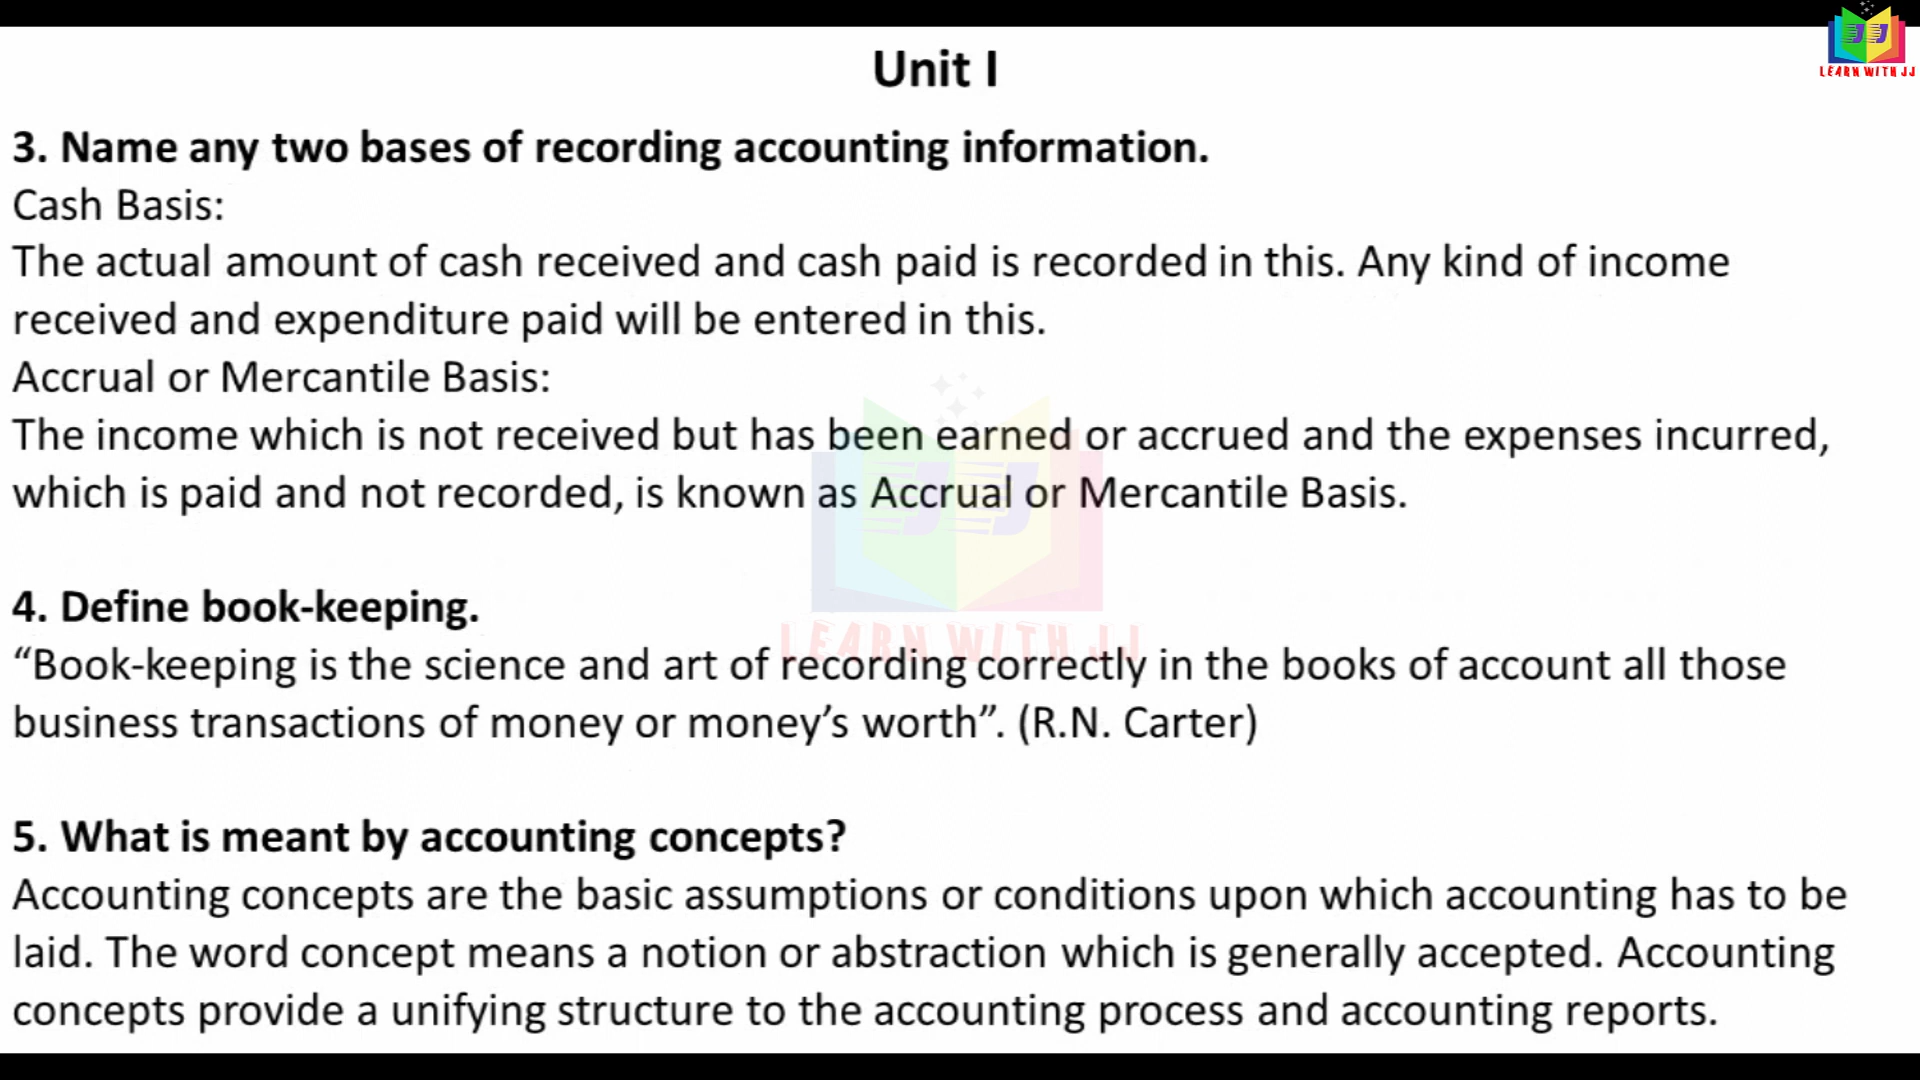 LEARN WITH JJ
Unit I
3. Name any two bases of recording accounting information.
Cash Basis:
The actual amount of cash received and cash paid is recorded in this. Any kind of income
received and expenditure paid will be entered in this.
Accrual or Mercantile Basis:
The income which is not received but has been earned or accrued and the expenses incurred,
which is paid and not recorded, is known as Accrual or Mercantile Basis.
4. Define book-keeping.
LEARN WITH JJ
“Book-keeping is the science and art of recording correctly in the books of account all those
business transactions of money or money’s worth”. (R.N. Carter)
5. What is meant by accounting concepts?
Accounting concepts are the basic assumptions or conditions upon which accounting has to be
laid. The word concept means a notion or abstraction which is generally accepted. Accounting
concepts provide a unifying structure to the accounting process and accounting reports.